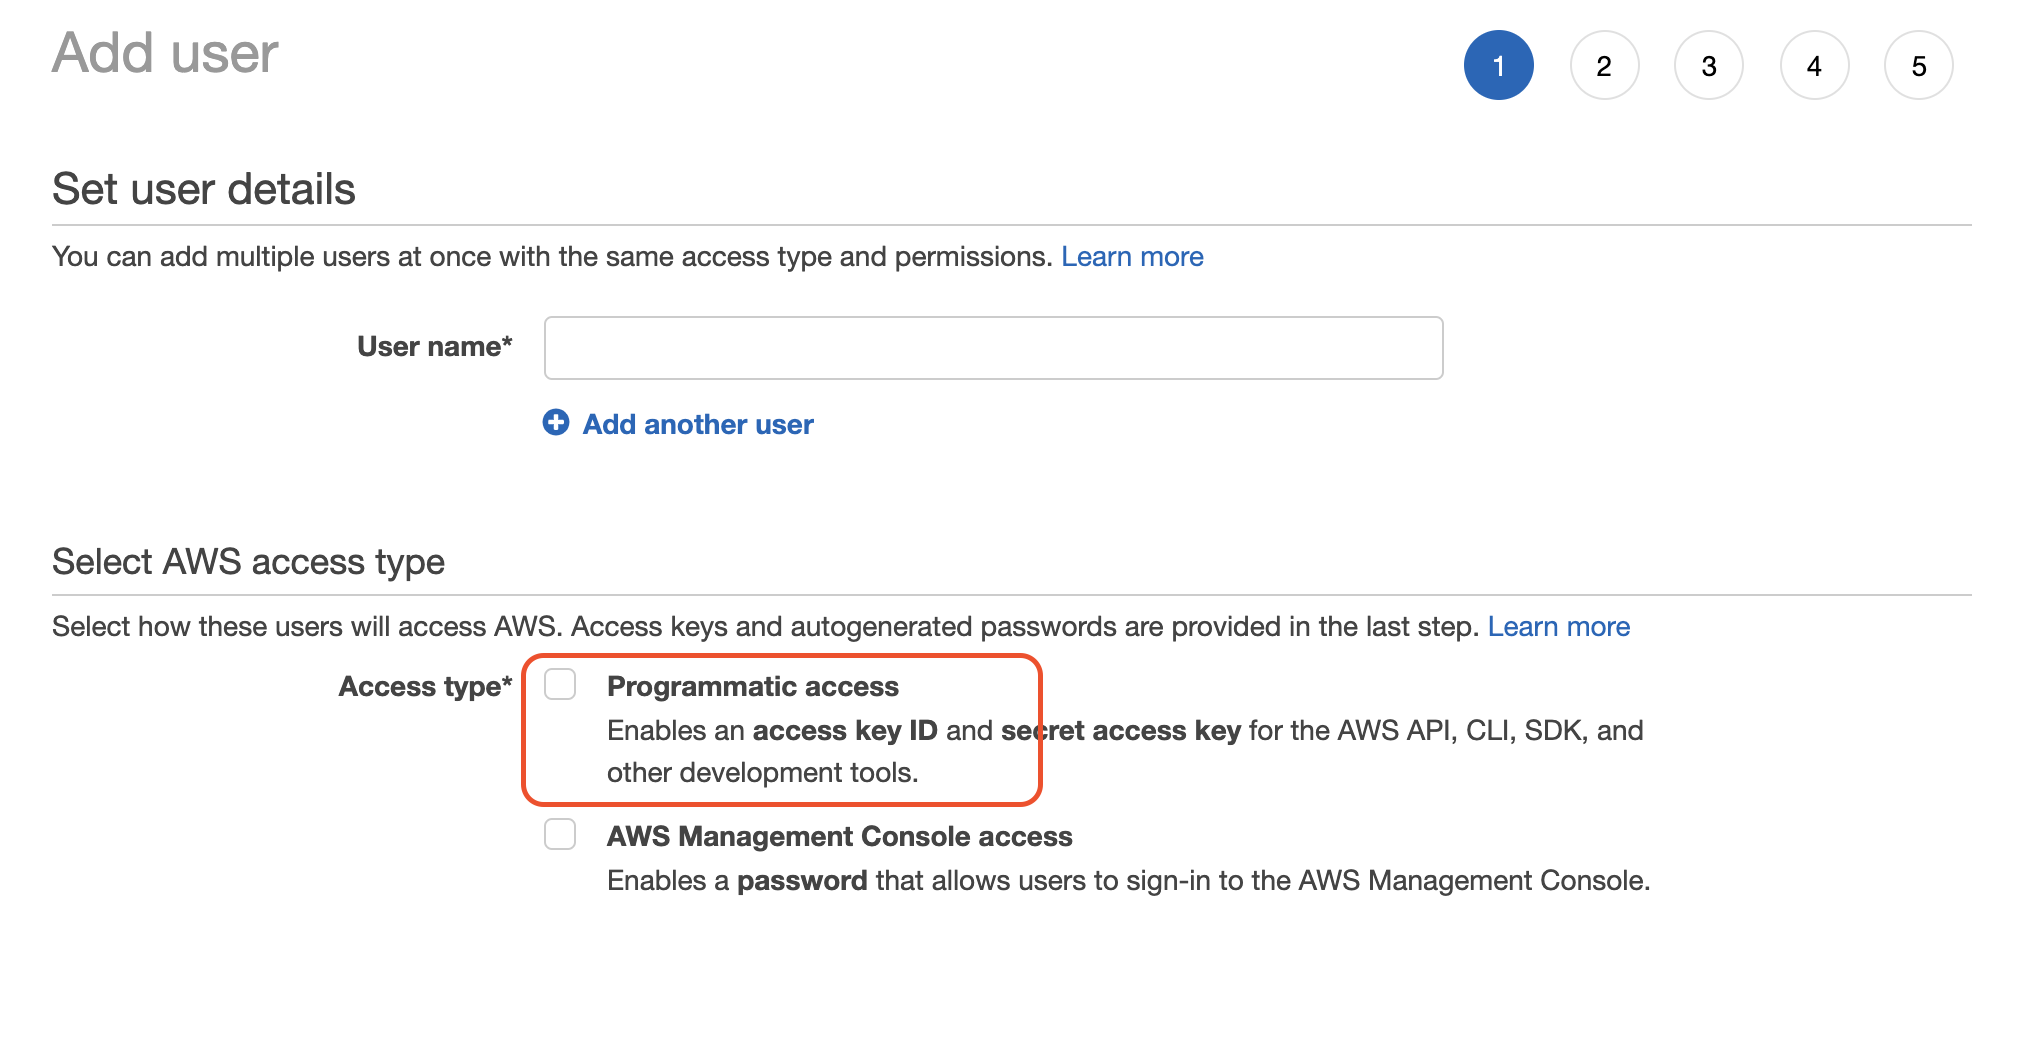 Add user
1 2 3 4 5
Set user details
You can add multiple users at once with the same access type and permissions. Learn more
User name*
Add another user
Select AWS access type
Select how these users will access AWS. Access keys and autogenerated passwords are provided in the last step. Learn more
Access type* Programmatic access
Enables an access key ID and secret access key for the AWS API, CLI, SDK, and
other development tools.
AWS Management Console access
Enables a password that allows users to sign-in to the AWS Management Console.